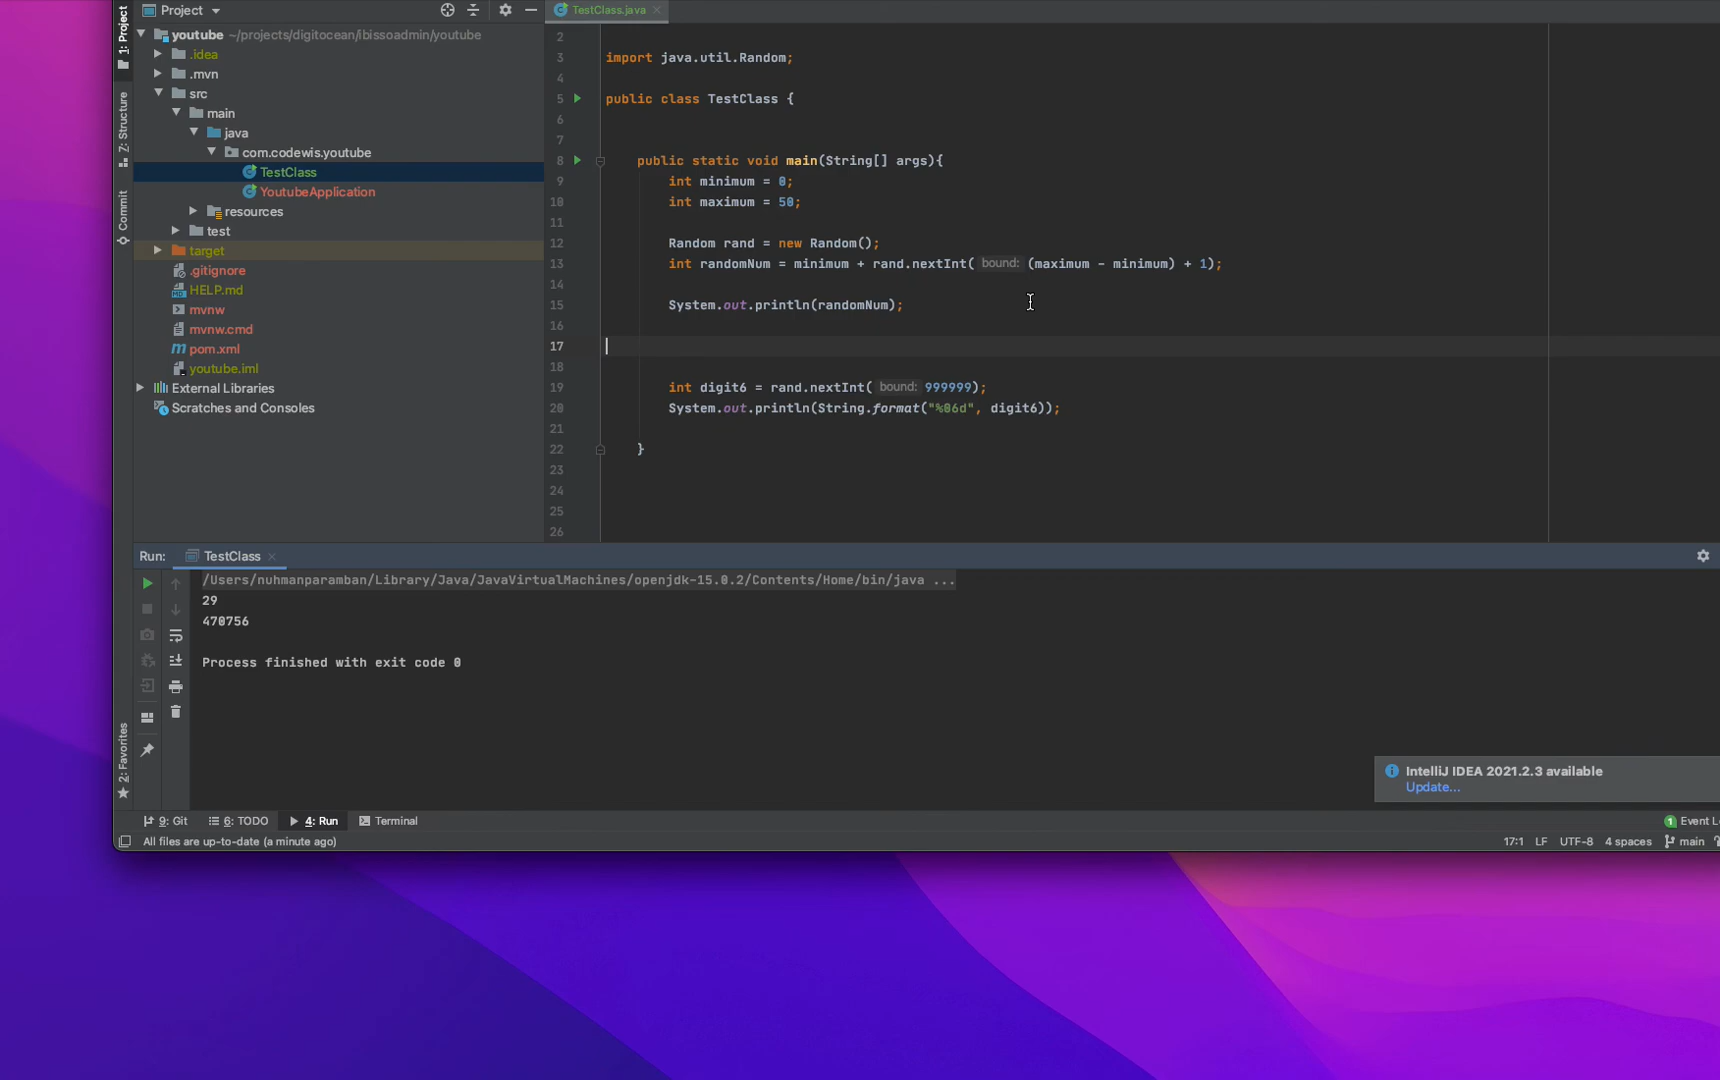 Project
TestClass.java
1: Project
Z: Structure
Commit
2: Favorites
youtube ~/projects/digitocean/ibissoadmin/youtube
.idea
.mvn
src
main
java
com.codewis.youtube
TestClass
YoutubeApplication
resources
test
target
.gitignore
HELP.md
mvnw
mvnw.cmd
pom.xml
youtube.iml
External Libraries
Scratches and Consoles
2
3 import java.util.Random;
4
5 public class TestClass {
6
7
8 public static void main(String[] args){
9 int minimum = 0;
10 int maximum = 50;
11
12 Random rand = new Random();
13 int randomNum = minimum + rand.nextInt( bound: (maximum - minimum) + 1);
14
15 System.out.println(randomNum);
16
17
18
19 int digit6 = rand.nextInt( bound: 999999);
20 System.out.println(String.format("%06d", digit6));
21
22 }
23
24
25
26
Run: TestClass
/Users/nuhmanparamban/Library/Java/JavaVirtualMachines/openjdk-15.0.2/Contents/Home/bin/java ...
29
470756
Process finished with exit code 0
IntelliJ IDEA 2021.2.3 available
Update...
9: Git 6: TODO 4: Run Terminal 1 Event L
All files are up-to-date (a minute ago) 17:1 LF UTF-8 4 spaces main